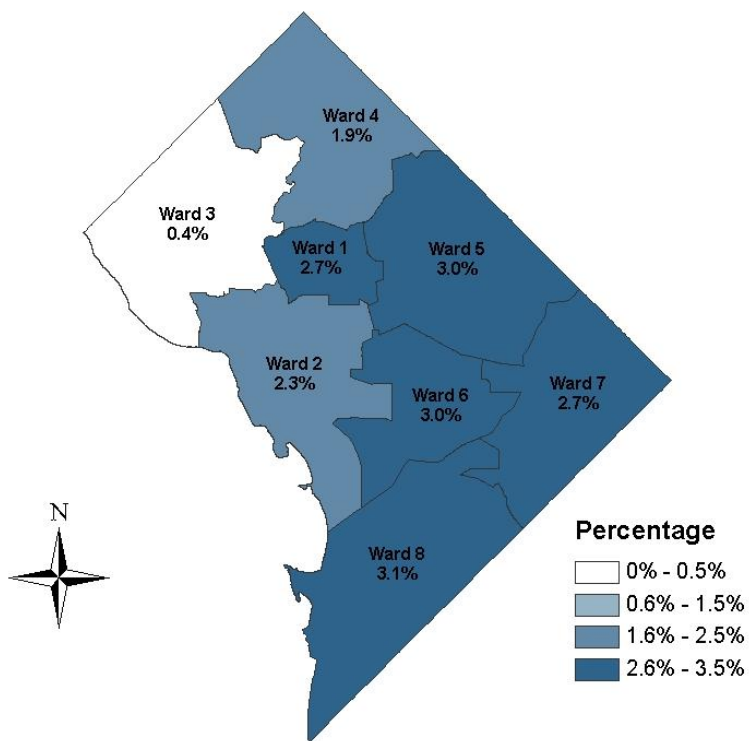 Ward 4
1.9%
Ward 3
0.4%
Ward 1
2.7%
Ward 5
3.0%
Ward 2
2.3%
Ward 6
3.0%
Ward 7
2.7%
Ward 8
3.1%
N
Percentage
0% - 0.5%
0.6% - 1.5%
1.6% - 2.5%
2.6% - 3.5%